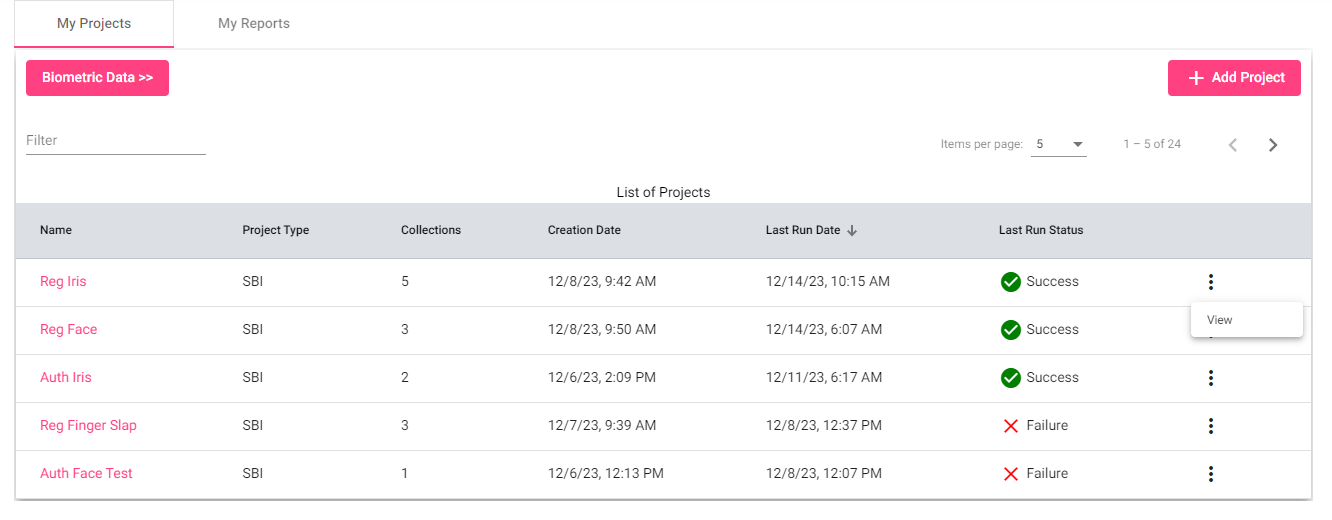 My Projects My Reports
Biometric Data >> + Add Project
Filter Items per page: 5 1 – 5 of 24
List of Projects
Name Project Type Collections Creation Date Last Run Date Last Run Status
Reg Iris SBI 5 12/8/23, 9:42 AM 12/14/23, 10:15 AM Success
Reg Face SBI 3 12/8/23, 9:50 AM 12/14/23, 6:07 AM Success View
Auth Iris SBI 2 12/6/23, 2:09 PM 12/11/23, 6:17 AM Success
Reg Finger Slap SBI 3 12/7/23, 9:39 AM 12/8/23, 12:37 PM Failure
Auth Face Test SBI 1 12/6/23, 12:13 PM 12/8/23, 12:07 PM Failure